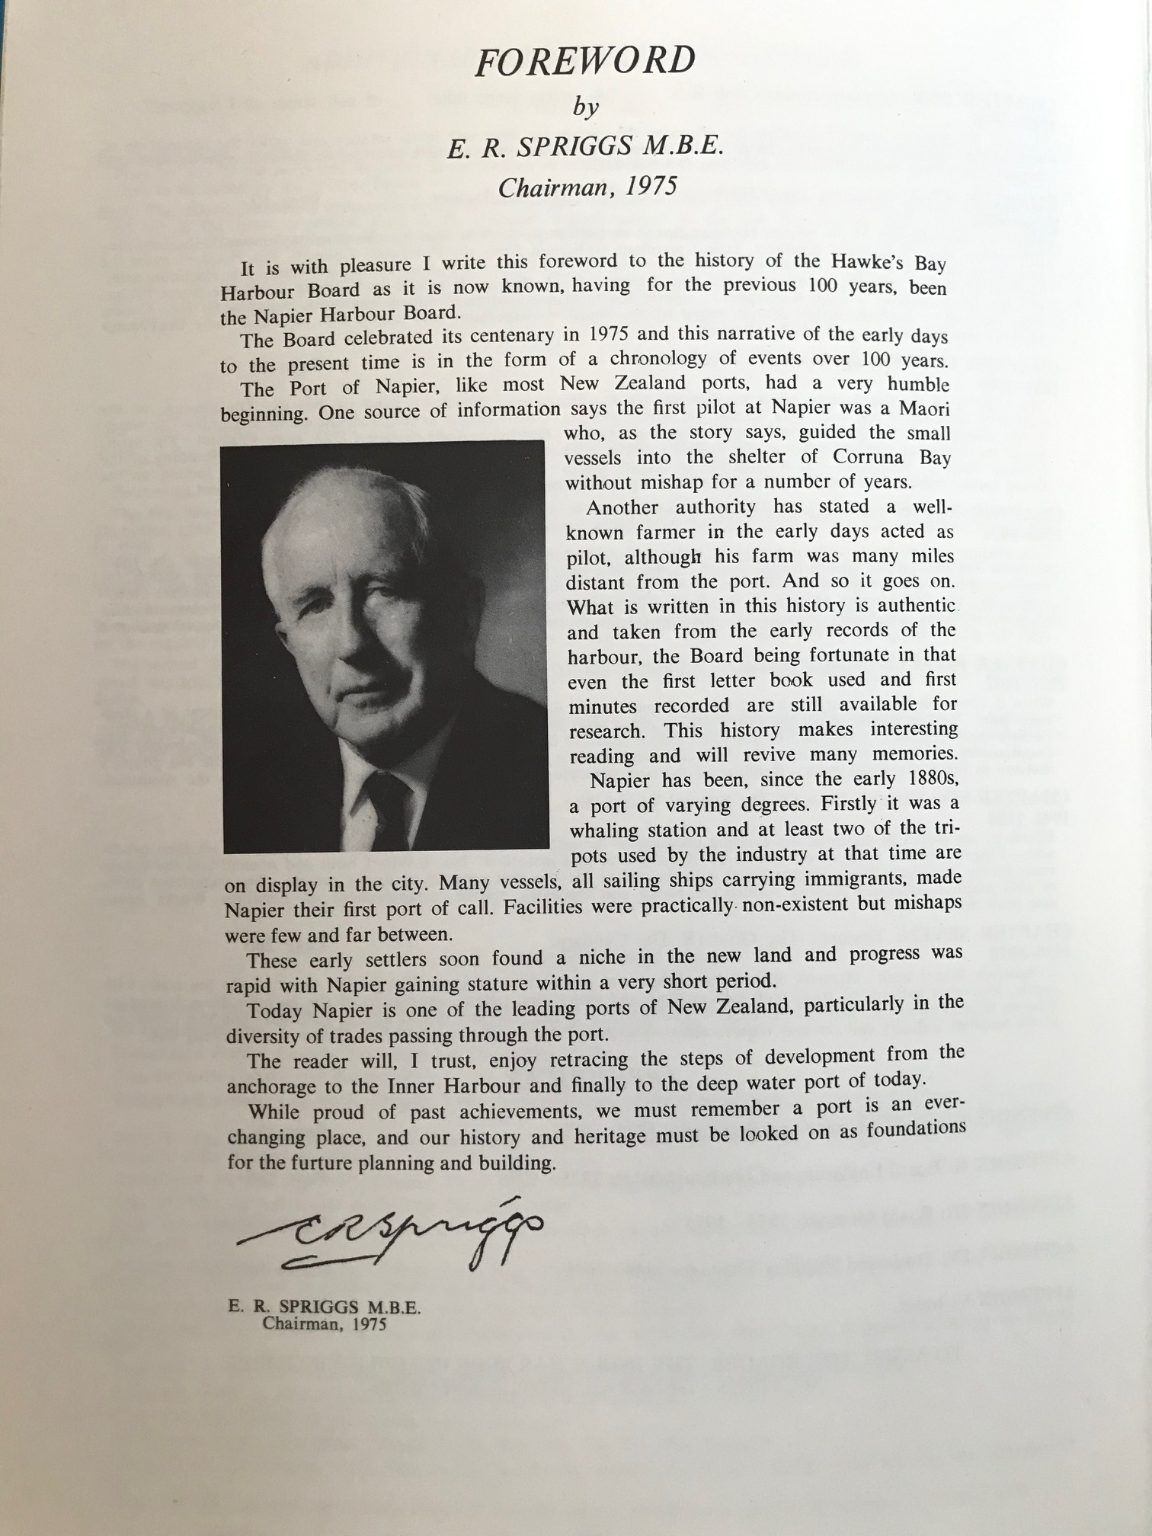 FOREWORD
by
E. R. SPRIGGS M.B.E.
Chairman, 1975
It is with pleasure I write this foreword to the history of the Hawke's Bay
Harbour Board as it is now known, having for the previous 100 years, been
the Napier Harbour Board.
The Board celebrated its centenary in 1975 and this narrative of the early days
to the present time is in the form of a chronology of events over 100 years.
The Port of Napier, like most New Zealand ports, had a very humble
beginning. One source of information says the first pilot at Napier was a Maori
who, as the story says, guided the small
vessels into the shelter of Corruna Bay
without mishap for a number of years.
Another authority has stated a well-
known farmer in the early days acted as
pilot, although his farm was many miles
distant from the port. And so it goes on.
What is written in this history is authentic
and taken from the early records of the
harbour, the Board being fortunate in that
even the first letter book used and first
minutes recorded are still available for
research. This history makes interesting
reading and will revive many memories.
Napier has been, since the early 1880s,
a port of varying degrees. Firstly it was a
whaling station and at least two of the tri-
pots used by the industry at that time are
on display in the city. Many vessels, all sailing ships carrying immigrants, made
Napier their first port of call. Facilities were practically non-existent but mishaps
were few and far between.
These early settlers soon found a niche in the new land and progress was
rapid with Napier gaining stature within a very short period.
Today Napier is one of the leading ports of New Zealand, particularly in the
diversity of trades passing through the port.
The reader will, I trust, enjoy retracing the steps of development from the
anchorage to the Inner Harbour and finally to the deep water port of today.
While proud of past achievements, we must remember a port is an ever-
changing place, and our history and heritage must be looked on as foundations
for the furture planning and building.
E R Spriggs
E. R. SPRIGGS M.B.E.
Chairman, 1975